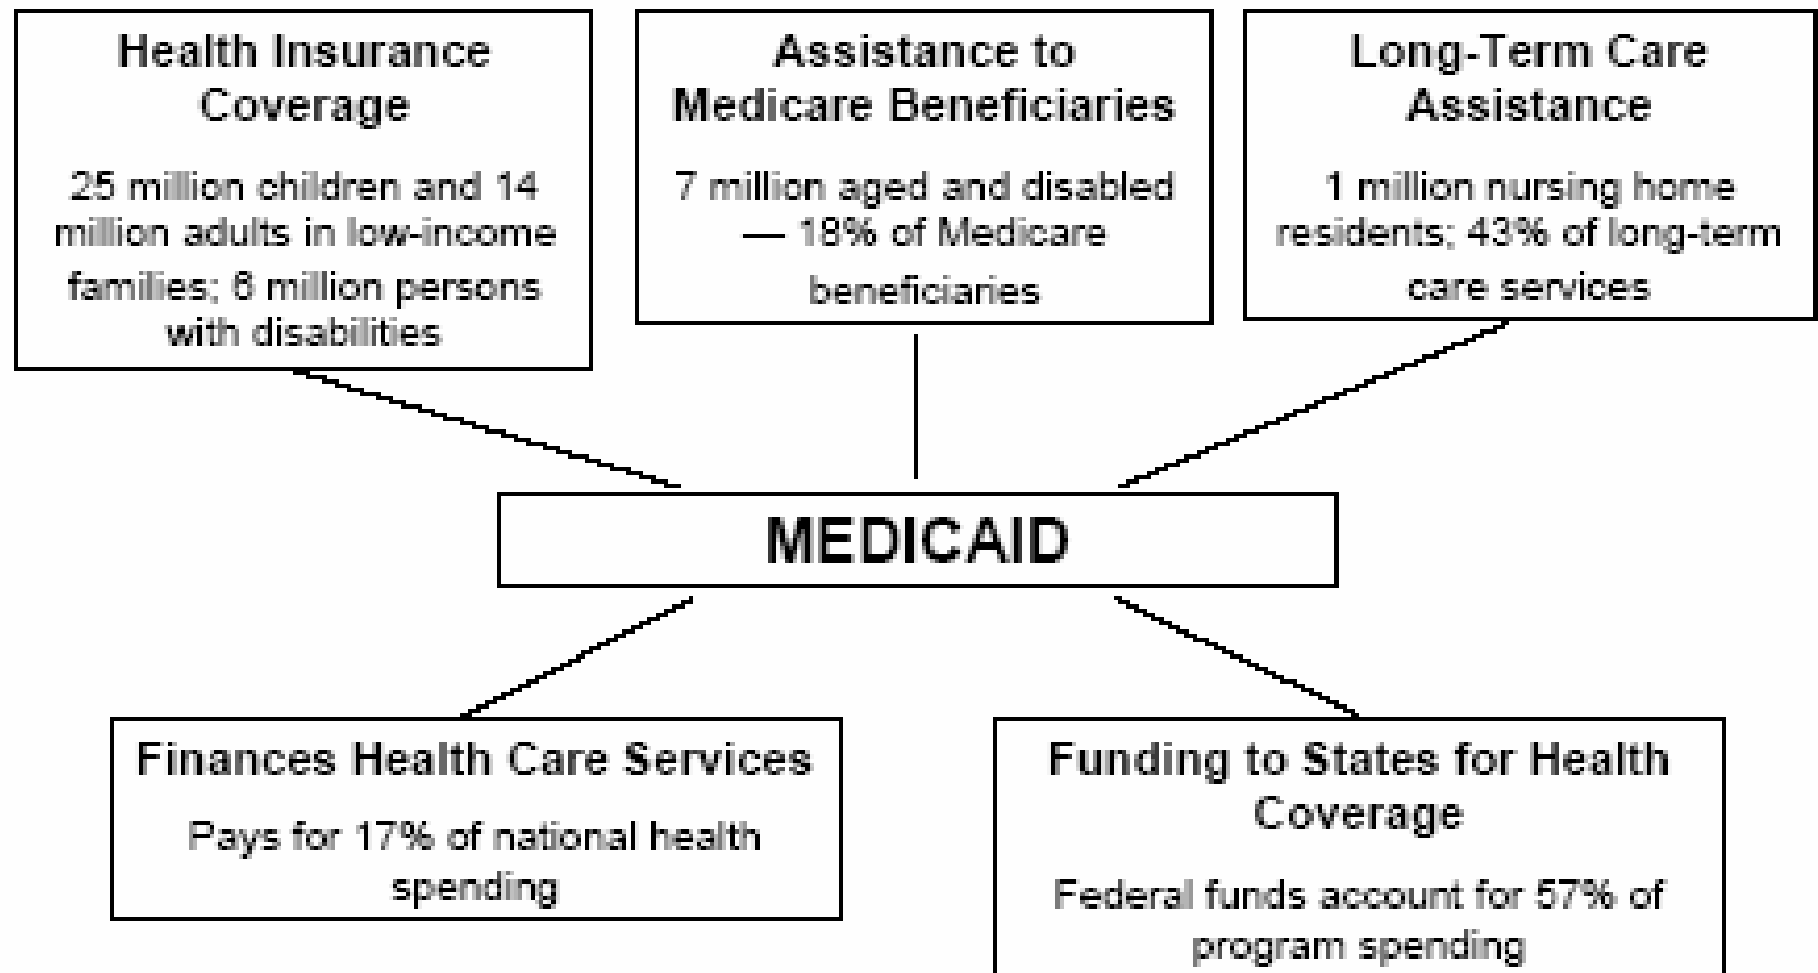 Health Insurance
Coverage
25 million children and 14
million adults in low-income
families; 6 million persons
with disabilities
Assistance to
Medicare Beneficiaries
7 million aged and disabled
— 18% of Medicare
beneficiaries
Long-Term Care
Assistance
1 million nursing home
residents; 43% of long-term
care services
MEDICAID
Finances Health Care Services
Pays for 17% of national health
spending
Funding to States for Health
Coverage
Federal funds account for 57% of
program spending